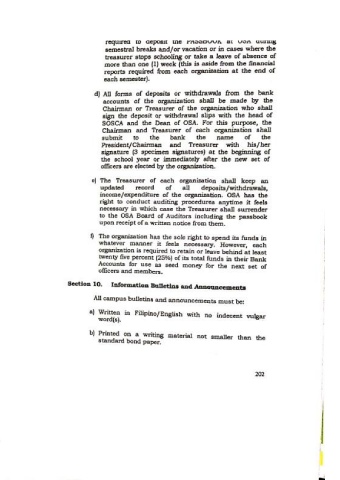 required to deposit the PASSBOOK at OSA during
semestral breaks and/or vacation or in cases where the
treasurer stops schooling or take a leave of absence of
more than one (1) week (this is aside from the financial
reports required from each organization at the end of
each semester).
d) All forms of deposits or withdrawals from the bank
accounts of the organization shall be made by the
Chairman or Treasurer of the organization who shall
sign the deposit or withdrawal slips with the head of
SOSCA and the Dean of OSA. For this purpose, the
Chairman and Treasurer of each organization shall
submit to the bank the name of the
President/Chairman and Treasurer with his/her
signature (3 specimen signatures) at the beginning of
the school year or immediately after the new set of
officers are elected by the organization.
e) The Treasurer of each organization shall keep an
updated record of all deposits/withdrawals,
income/expenditure of the organization. OSA has the
right to conduct auditing procedures anytime it feels
necessary in which case the Treasurer shall surrender
to the OSA Board of Auditors including the passbook
upon receipt of a written notice from them.
f) The organization has the sole right to spend its funds in
whatever manner it feels necessary. However, each
organization is required to retain or leave behind at least
twenty five percent (25%) of its total funds in their Bank
Accounts for use as seed money for the next set of
officers and members.
Section 10. Information Bulletins and Announcements
All campus bulletins and announcements must be:
a) Written in Filipino/English with no indecent vulgar
word(s).
b) Printed on a writing material not smaller than the
standard bond paper.
202